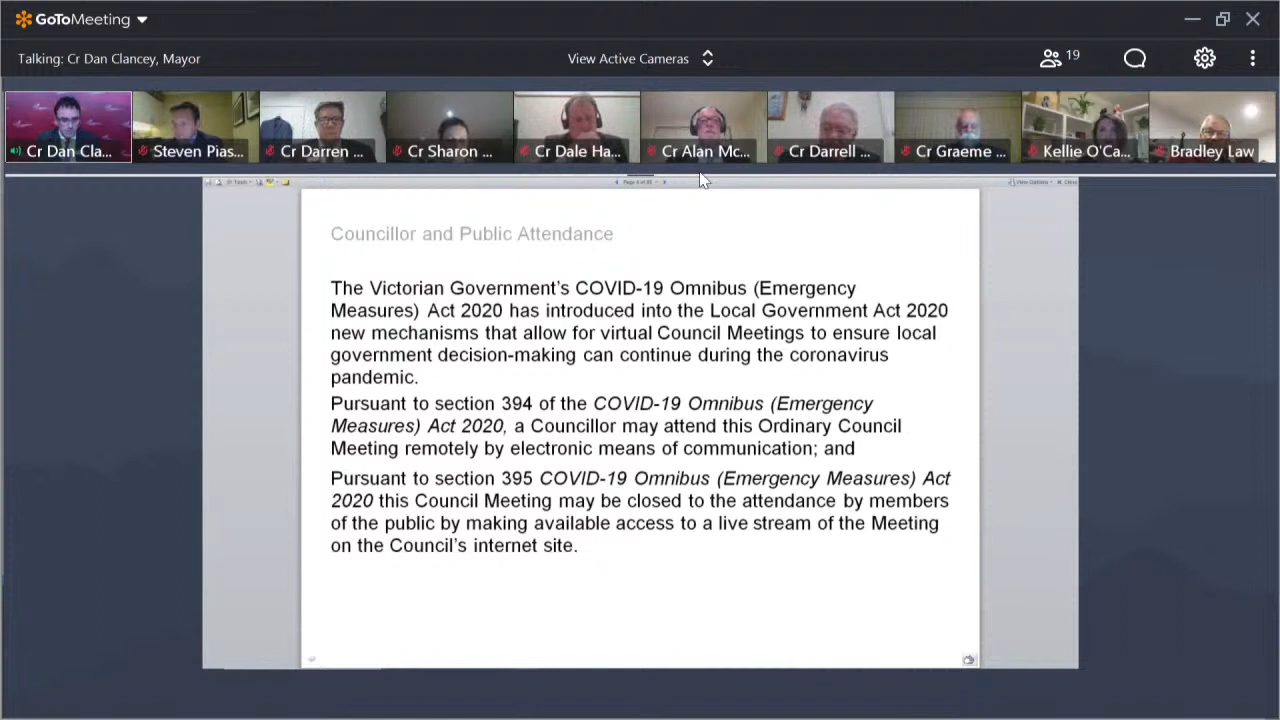 GoToMeeting
Talking: Cr Dan Clancey, Mayor
View Active Cameras
19
Cr Dan Cla...
Steven Pias...
Cr Darren ...
Cr Sharon ...
Cr Dale Ha...
Cr Alan Mc...
Cr Darrell ...
Cr Graeme ...
Kellie O'Ca...
Bradley Law
Councillor and Public Attendance
The Victorian Government's COVID-19 Omnibus (Emergency
Measures) Act 2020 has introduced into the Local Government Act 2020
new mechanisms that allow for virtual Council Meetings to ensure local
government decision-making can continue during the coronavirus
pandemic.
Pursuant to section 394 of the COVID-19 Omnibus (Emergency
Measures) Act 2020, a Councillor may attend this Ordinary Council
Meeting remotely by electronic means of communication; and
Pursuant to section 395 COVID-19 Omnibus (Emergency Measures) Act
2020 this Council Meeting may be closed to the attendance by members
of the public by making available access to a live stream of the Meeting
on the Council's internet site.